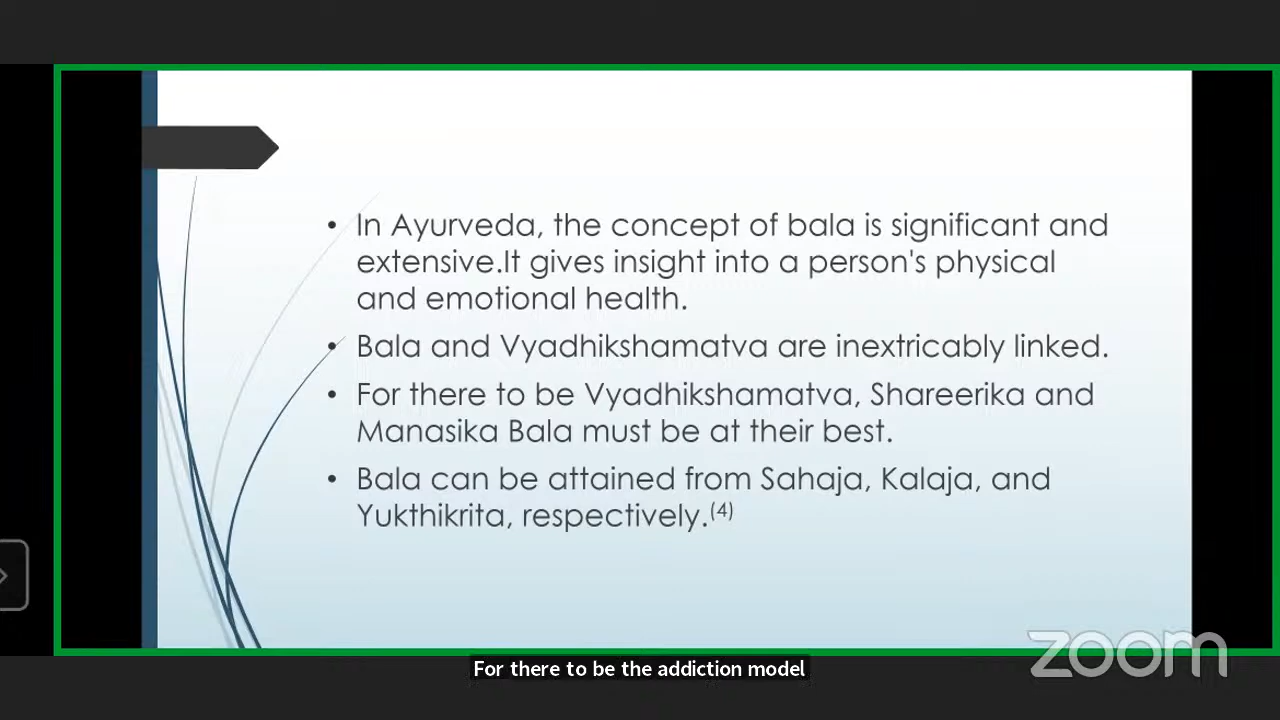 • In Ayurveda, the concept of bala is significant and
extensive.It gives insight into a person's physical
and emotional health.
• Bala and Vyadhikshamatva are inextricably linked.
• For there to be Vyadhikshamatva, Shareerika and
Manasika Bala must be at their best.
• Bala can be attained from Sahaja, Kalaja, and
Yukthikrita, respectively.(4)
zoom
For there to be the addiction model